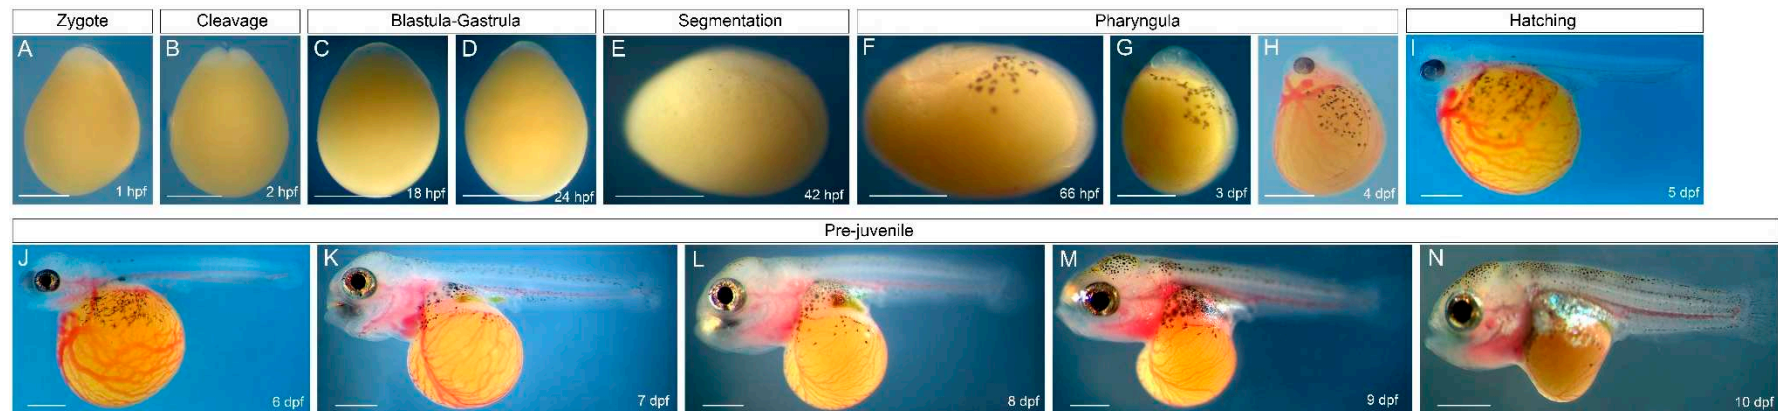 Zygote
Cleavage
Blastula-Gastrula
Segmentation
Pharyngula
Hatching
A
B
C
D
E
F
G
H
I
1 hpf
2 hpf
18 hpf
24 hpf
42 hpf
66 hpf
3 dpf
4 dpf
5 dpf
Pre-juvenile
J
K
L
M
N
6 dpf
7 dpf
8 dpf
9 dpf
10 dpf